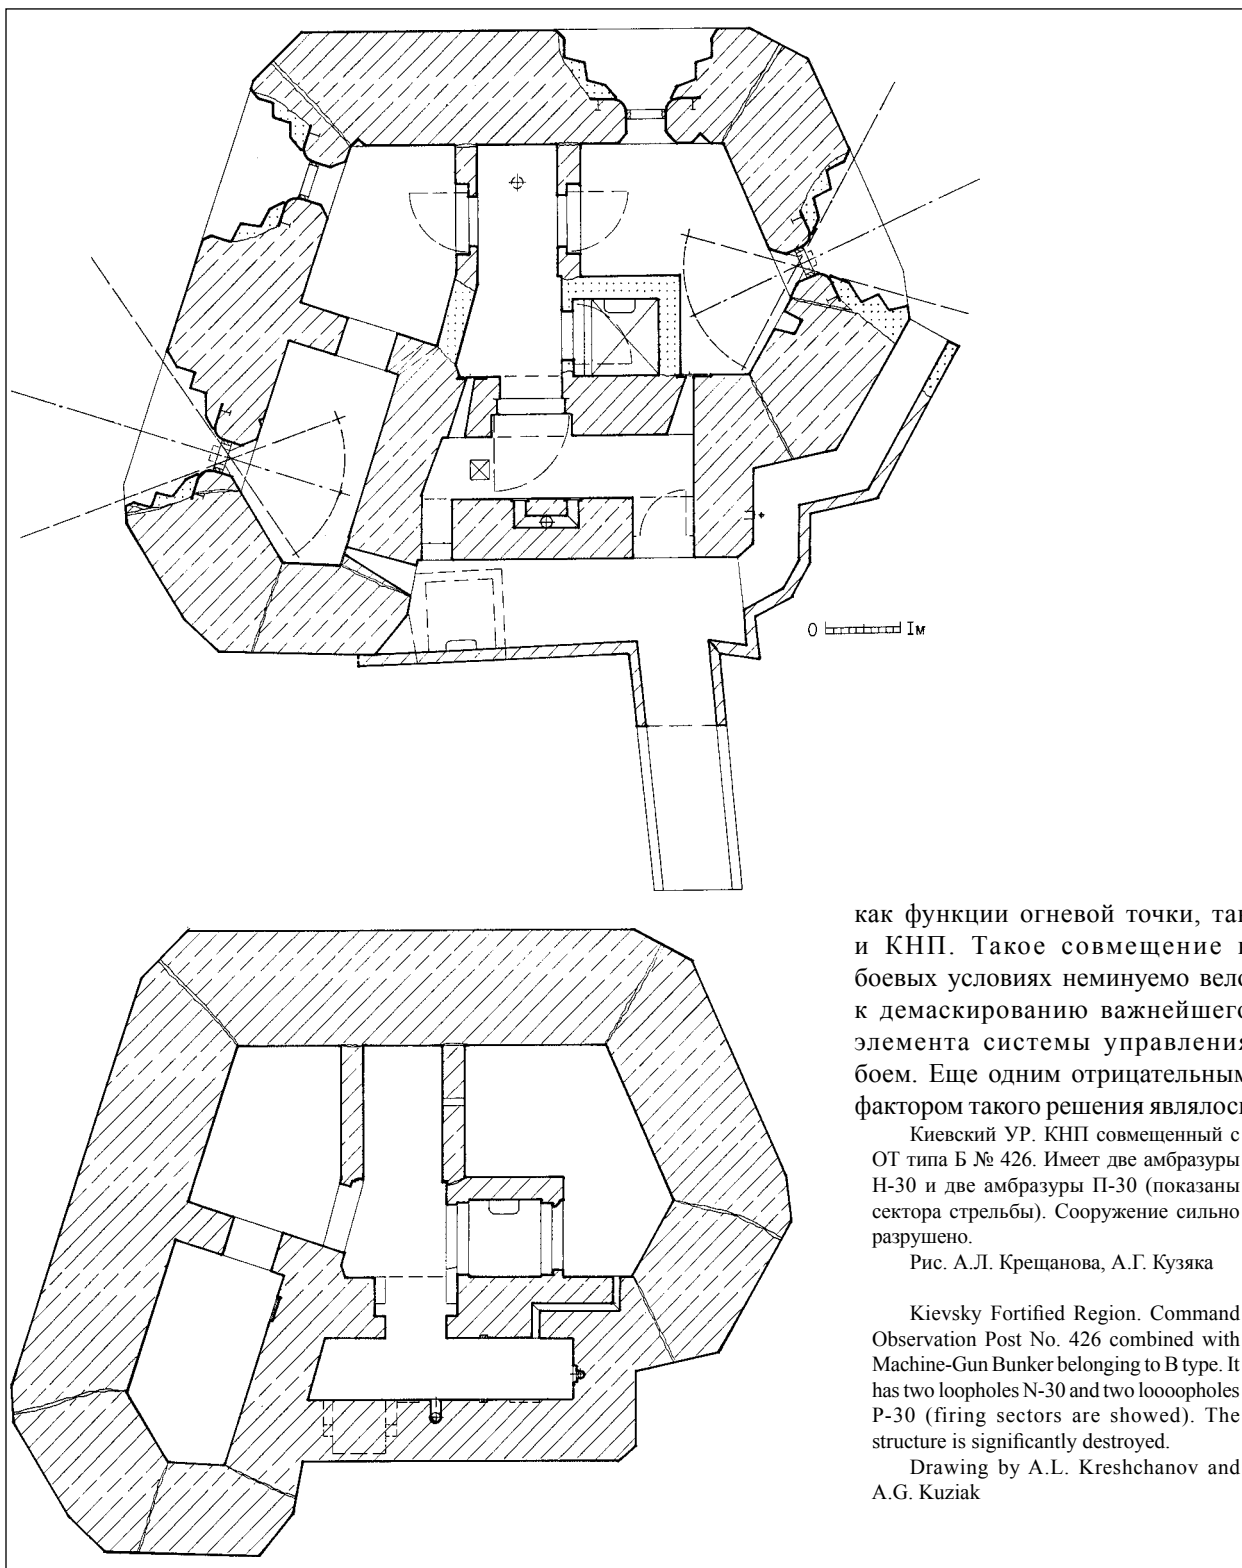 0 Iм
как функции огневой точки, так
и КНП. Такое совмещение в
боевых условиях неминуемо вело
к демаскированию важнейшего
элемента системы управления
боем. Еще одним отрицательным
фактором такого решения являлось
Киевский УР. КНП совмещенный с
ОТ типа Б № 426. Имеет две амбразуры
Н-30 и две амбразуры П-30 (показаны
сектора стрельбы). Сооружение сильно
разрушено.
Рис. А.Л. Крещанова, А.Г. Кузяка
Kievsky Fortified Region. Command
Observation Post No. 426 combined with
Machine-Gun Bunker belonging to B type. It
has two loopholes N-30 and two loooopholes
P-30 (firing sectors are showed). The
structure is significantly destroyed.
Drawing by A.L. Kreshchanov and
A.G. Kuziak